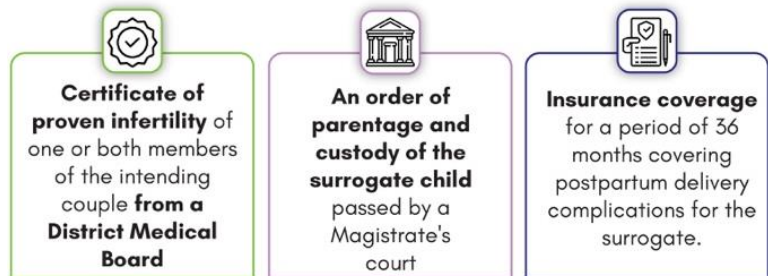 Certificate of
proven infertility of
one or both members
of the intending
couple from a
District Medical
Board
An order of
parentage and
custody of the
surrogate child
passed by a
Magistrate's
court
Insurance coverage
for a period of 36
months covering
postpartum delivery
complications for the
surrogate.